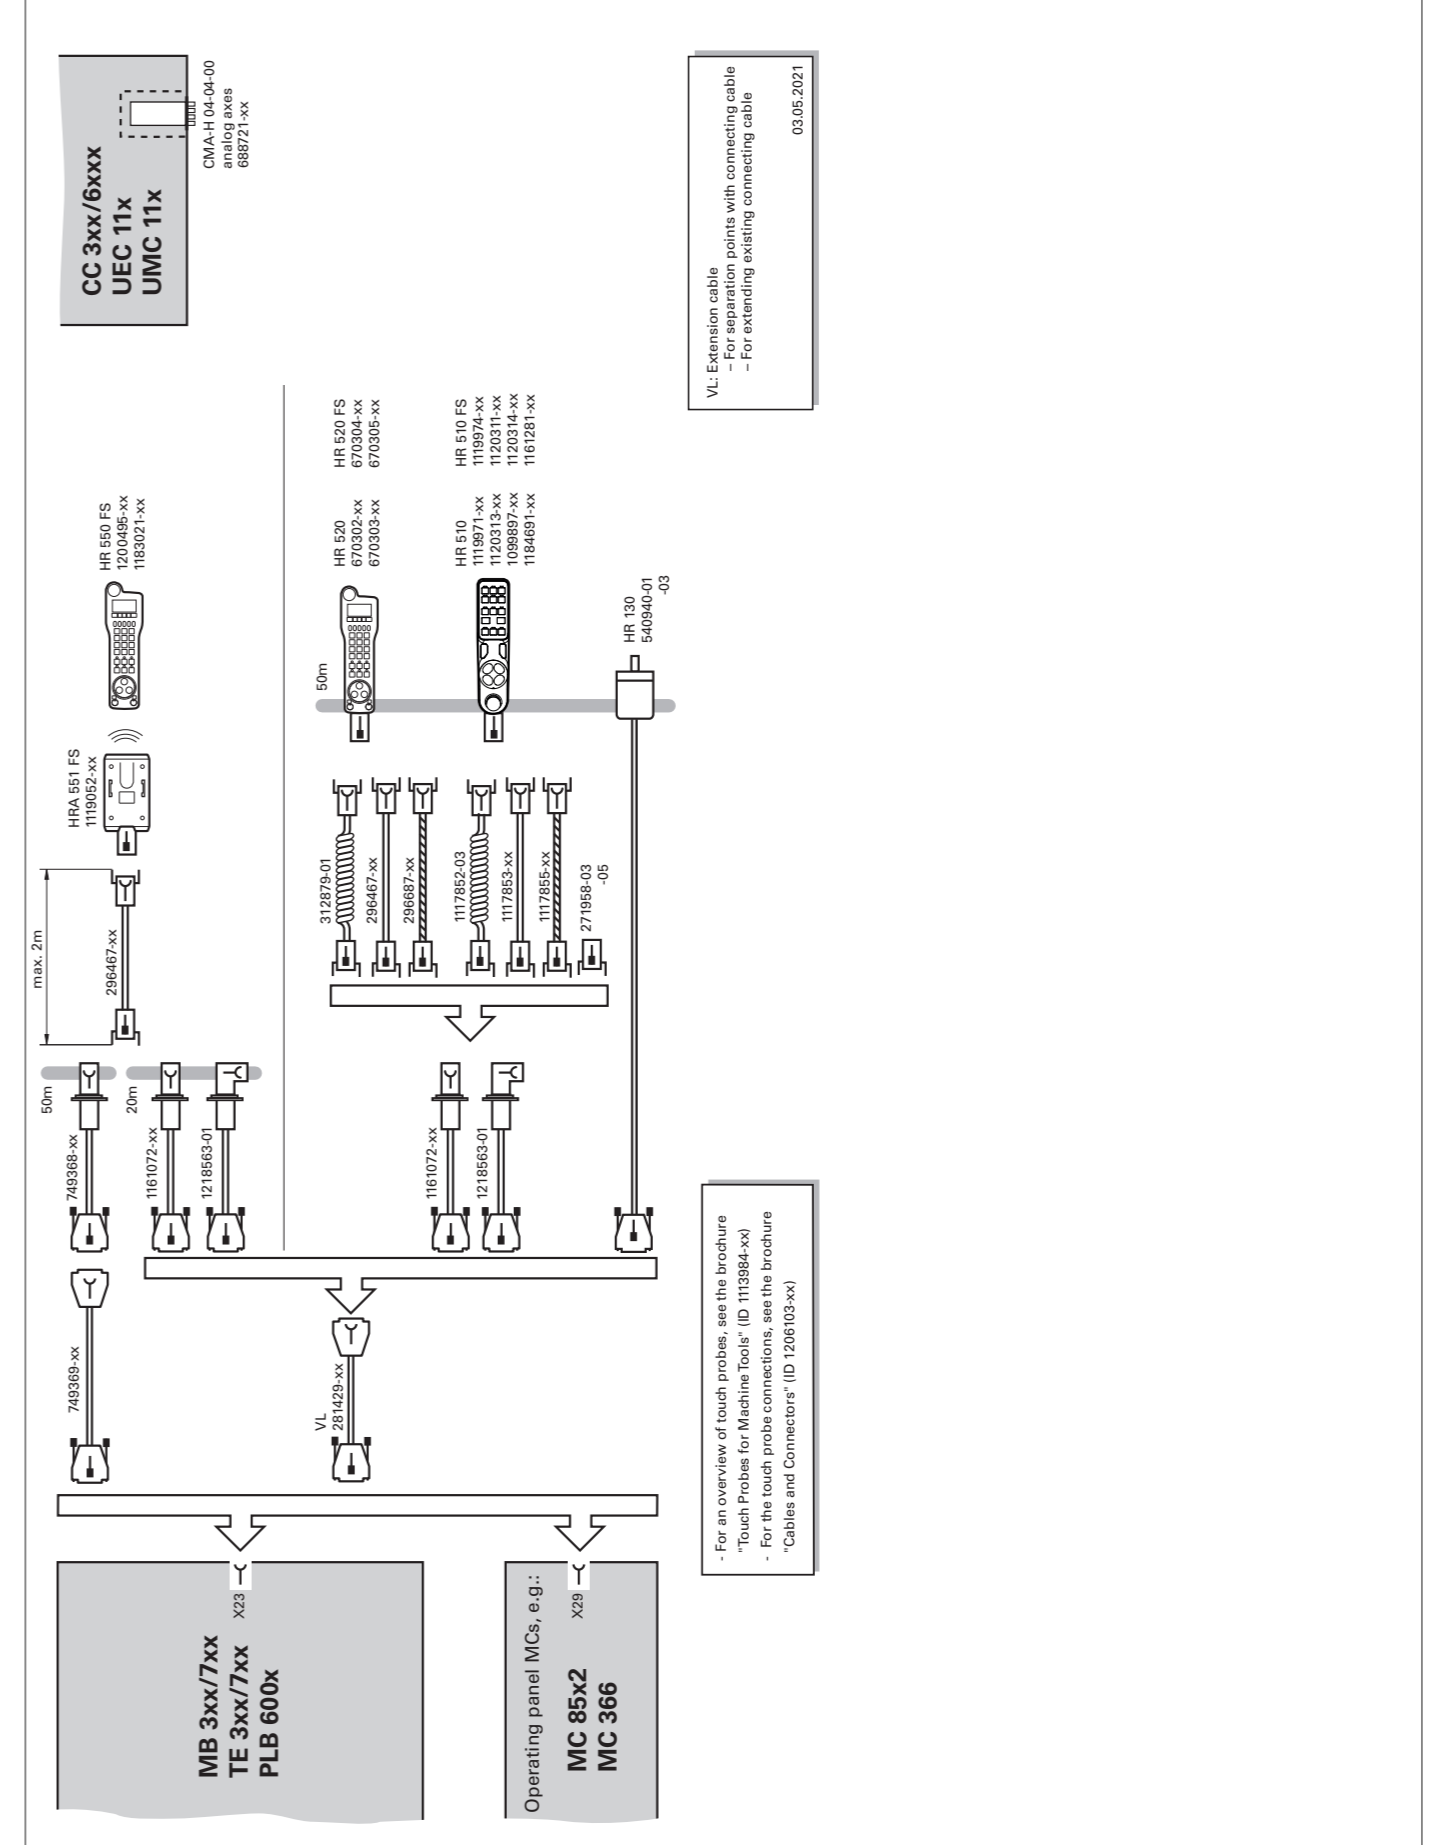 CC 3xx/6xxx
UEC 11x
UMC 11x
CMA-H 04-04-00
analog axes
688721-xx
HR 550 FS
1200495-xx
1183021-xx
HRA 551 FS
1119052-xx
max. 2m
296467-xx
50m
749368-xx
20m
1161072-xx
1218563-01
749369-xx
HR 520
670302-xx
670303-xx
HR 520 FS
670304-xx
670305-xx
HR 510
1119971-xx
1120313-xx
1099897-xx
1184691-xx
HR 510 FS
1119974-xx
1120311-xx
1120314-xx
1161281-xx
50m
HR 130
540940-01
-03
312879-01
296467-xx
296687-xx
1117852-03
1117853-xx
1117855-xx
271958-03
-05
1161072-xx
1218563-01
VL
281429-xx
X23
MB 3xx/7xx
TE 3xx/7xx
PLB 600x
Operating panel MCs, e.g.:
X29
MC 85x2
MC 366
VL: Extension cable
– For separation points with connecting cable
– For extending existing connecting cable
03.05.2021
- For an overview of touch probes, see the brochure
"Touch Probes for Machine Tools" (ID 1113984-xx)
- For the touch probe connections, see the brochure
"Cables and Connectors" (ID 1206103-xx)